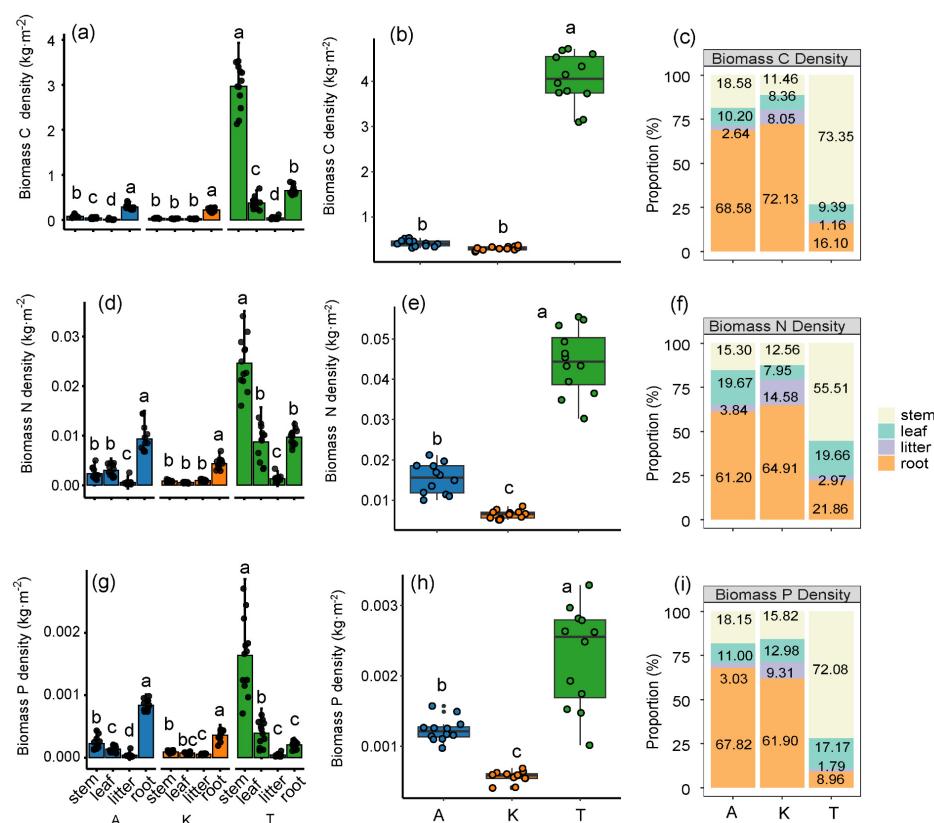 (a)
Biomass C density (kg·m-2)
4
3
2
1
0
b c d a
b b b a
a c d b
(b)
Biomass C density (kg·m-2)
4
3
2
1
b
b
a
(c)
Biomass C Density
Proportion (%)
100
75
50
25
0
18.58 11.46
10.20 8.36
2.64 8.05
73.35
68.58 72.13
9.39
1.16
16.10
(d)
Biomass N density (kg·m-2)
0.03
0.02
0.01
0.00
b b c a
b b b a
a b c b
(e)
Biomass N density (kg·m-2)
0.05
0.04
0.03
0.02
0.01
b
c
a
(f)
Biomass N Density
Proportion (%)
100
75
50
25
0
15.30 12.56
19.67 7.95
3.84 14.58
55.51
61.20 64.91
19.66
2.97
21.86
stem
leaf
litter
root
(g)
Biomass P density (kg·m-2)
0.002
0.001
0.000
b c d a
b bc c a
a b d c
stem leaf litter root
stem leaf litter root
stem leaf litter root
A K T
(h)
Biomass P density (kg·m-2)
0.003
0.002
0.001
b
c
a
A K T
(i)
Biomass P Density
Proportion (%)
100
75
50
25
0
18.15 15.82
11.00 12.98
3.03 9.31
72.08
67.82 61.90
17.17
1.79
8.96
A K T